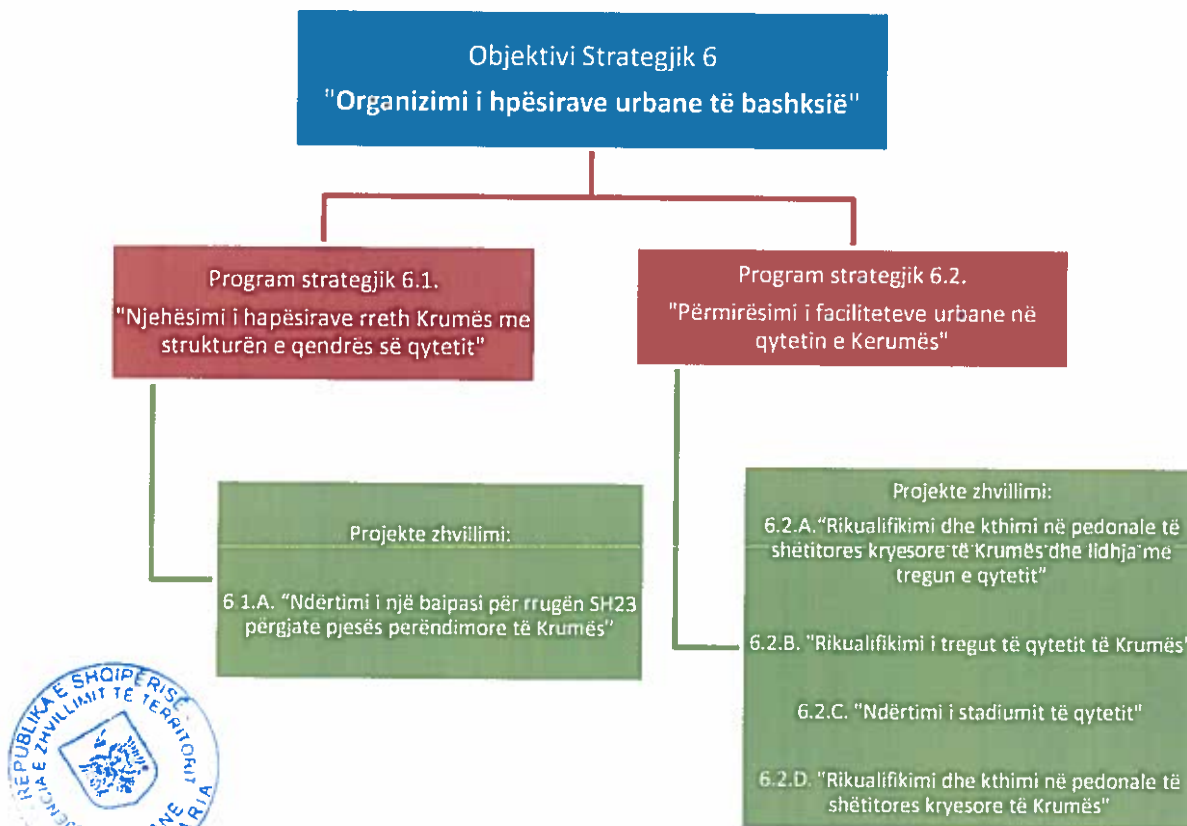 Objektivi Strategjik 6
"Organizimi i hpësirave urbane të bashksië"
Program strategjik 6.1.
"Njehësimi i hapësirave rreth Krumës me
strukturën e qendrës së qytetit"
Program strategjik 6.2.
"Përmirësimi i faciliteteve urbane në
qytetin e Kerumës"
Projekte zhvillimi:
6.1.A. "Ndërtimi i një baipasi për rrugën SH23
përgjatë pjesës perëndimore të Krumës"
Projekte zhvillimi:
6.2.A."Rikualifikimi dhe kthimi në pedonale të
shëtitores kryesore të Krumës dhe lidhja me
tregun e qytetit"
6.2.B. "Rikualifikimi i tregut të qytetit të Krumës"
6.2.C. "Ndërtimi i stadiumit të qytetit"
6.2.D. "Rikualifikimi dhe kthimi në pedonale të
shëtitores kryesore të Krumës"
REPUBLIKA E SHQIPËRISË
E ZHVILLIMIT TË TERRITORIT